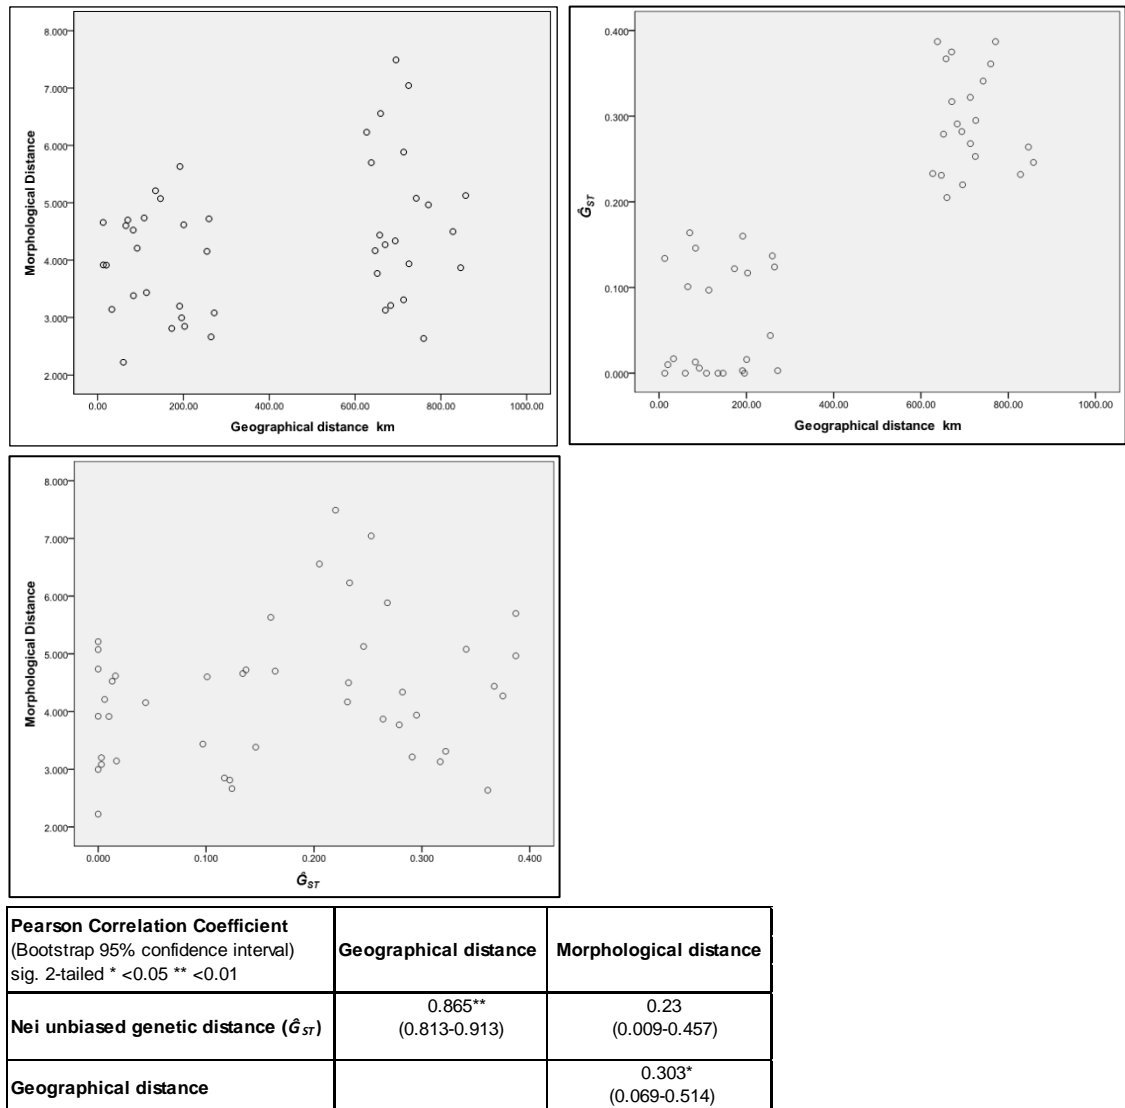 8.000
7.000
6.000
5.000
4.000
3.000
2.000
Morphological Distance
0.00 200.00 400.00 600.00 800.00 1000.00
Geographical distance km
0.400
0.300
0.200
0.100
0.000
Ĝ_ST
0.00 200.00 400.00 600.00 800.00 1000.00
Geographical distance km
8.000
7.000
6.000
5.000
4.000
3.000
2.000
Morphological Distance
0.000 0.100 0.200 0.300 0.400
Ĝ_ST
Pearson Correlation Coefficient
(Bootstrap 95% confidence interval)
sig. 2-tailed * <0.05 ** <0.01
Geographical distance
Morphological distance
Nei unbiased genetic distance (Ĝ_ST)
0.865**
(0.813-0.913)
0.23
(0.009-0.457)
Geographical distance
0.303*
(0.069-0.514)